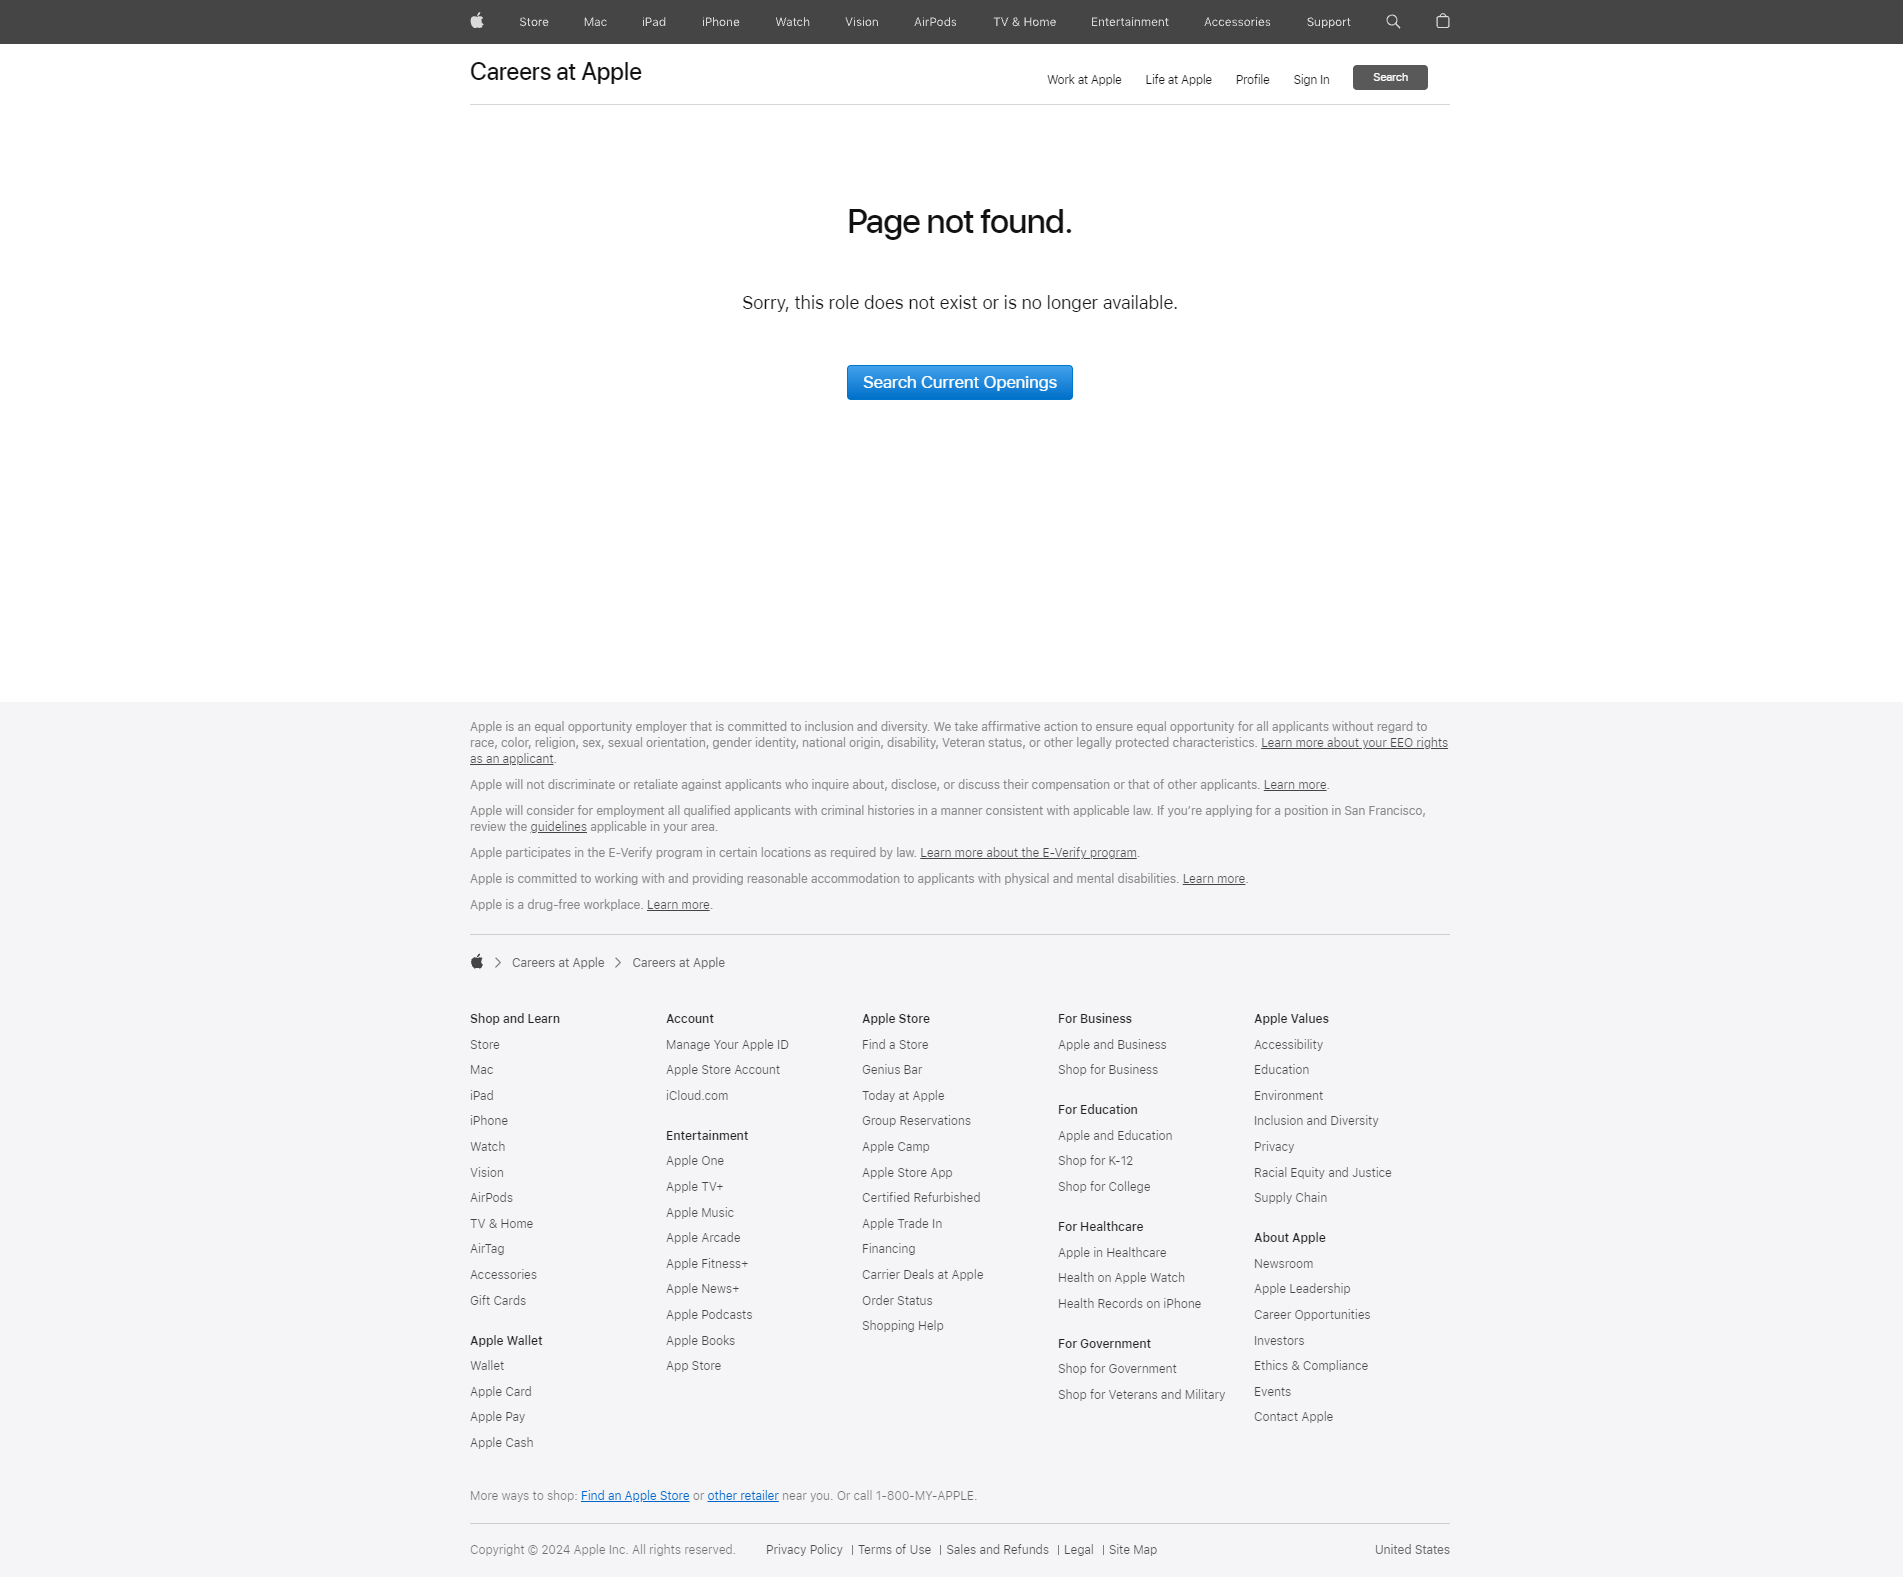 Store Mac iPad iPhone Watch Vision AirPods TV & Home Entertainment Accessories Support
Careers at Apple
Work at Apple Life at Apple Profile Sign In Search
Page not found.
Sorry, this role does not exist or is no longer available.
Search Current Openings
Apple is an equal opportunity employer that is committed to inclusion and diversity. We take affirmative action to ensure equal opportunity for all applicants without regard to
race, color, religion, sex, sexual orientation, gender identity, national origin, disability, Veteran status, or other legally protected characteristics. Learn more about your EEO rights
as an applicant.
Apple will not discriminate or retaliate against applicants who inquire about, disclose, or discuss their compensation or that of other applicants. Learn more.
Apple will consider for employment all qualified applicants with criminal histories in a manner consistent with applicable law. If you’re applying for a position in San Francisco,
review the guidelines applicable in your area.
Apple participates in the E-Verify program in certain locations as required by law. Learn more about the E-Verify program.
Apple is committed to working with and providing reasonable accommodation to applicants with physical and mental disabilities. Learn more.
Apple is a drug-free workplace. Learn more.
Careers at Apple Careers at Apple
Shop and Learn
Store
Mac
iPad
iPhone
Watch
Vision
AirPods
TV & Home
AirTag
Accessories
Gift Cards
Apple Wallet
Wallet
Apple Card
Apple Pay
Apple Cash
Account
Manage Your Apple ID
Apple Store Account
iCloud.com
Entertainment
Apple One
Apple TV+
Apple Music
Apple Arcade
Apple Fitness+
Apple News+
Apple Podcasts
Apple Books
App Store
Apple Store
Find a Store
Genius Bar
Today at Apple
Group Reservations
Apple Camp
Apple Store App
Certified Refurbished
Apple Trade In
Financing
Carrier Deals at Apple
Order Status
Shopping Help
For Business
Apple and Business
Shop for Business
For Education
Apple and Education
Shop for K-12
Shop for College
For Healthcare
Apple in Healthcare
Health on Apple Watch
Health Records on iPhone
For Government
Shop for Government
Shop for Veterans and Military
Apple Values
Accessibility
Education
Environment
Inclusion and Diversity
Privacy
Racial Equity and Justice
Supply Chain
About Apple
Newsroom
Apple Leadership
Career Opportunities
Investors
Ethics & Compliance
Events
Contact Apple
More ways to shop: Find an Apple Store or other retailer near you. Or call 1-800-MY-APPLE.
Copyright © 2024 Apple Inc. All rights reserved. Privacy Policy | Terms of Use | Sales and Refunds | Legal | Site Map United States